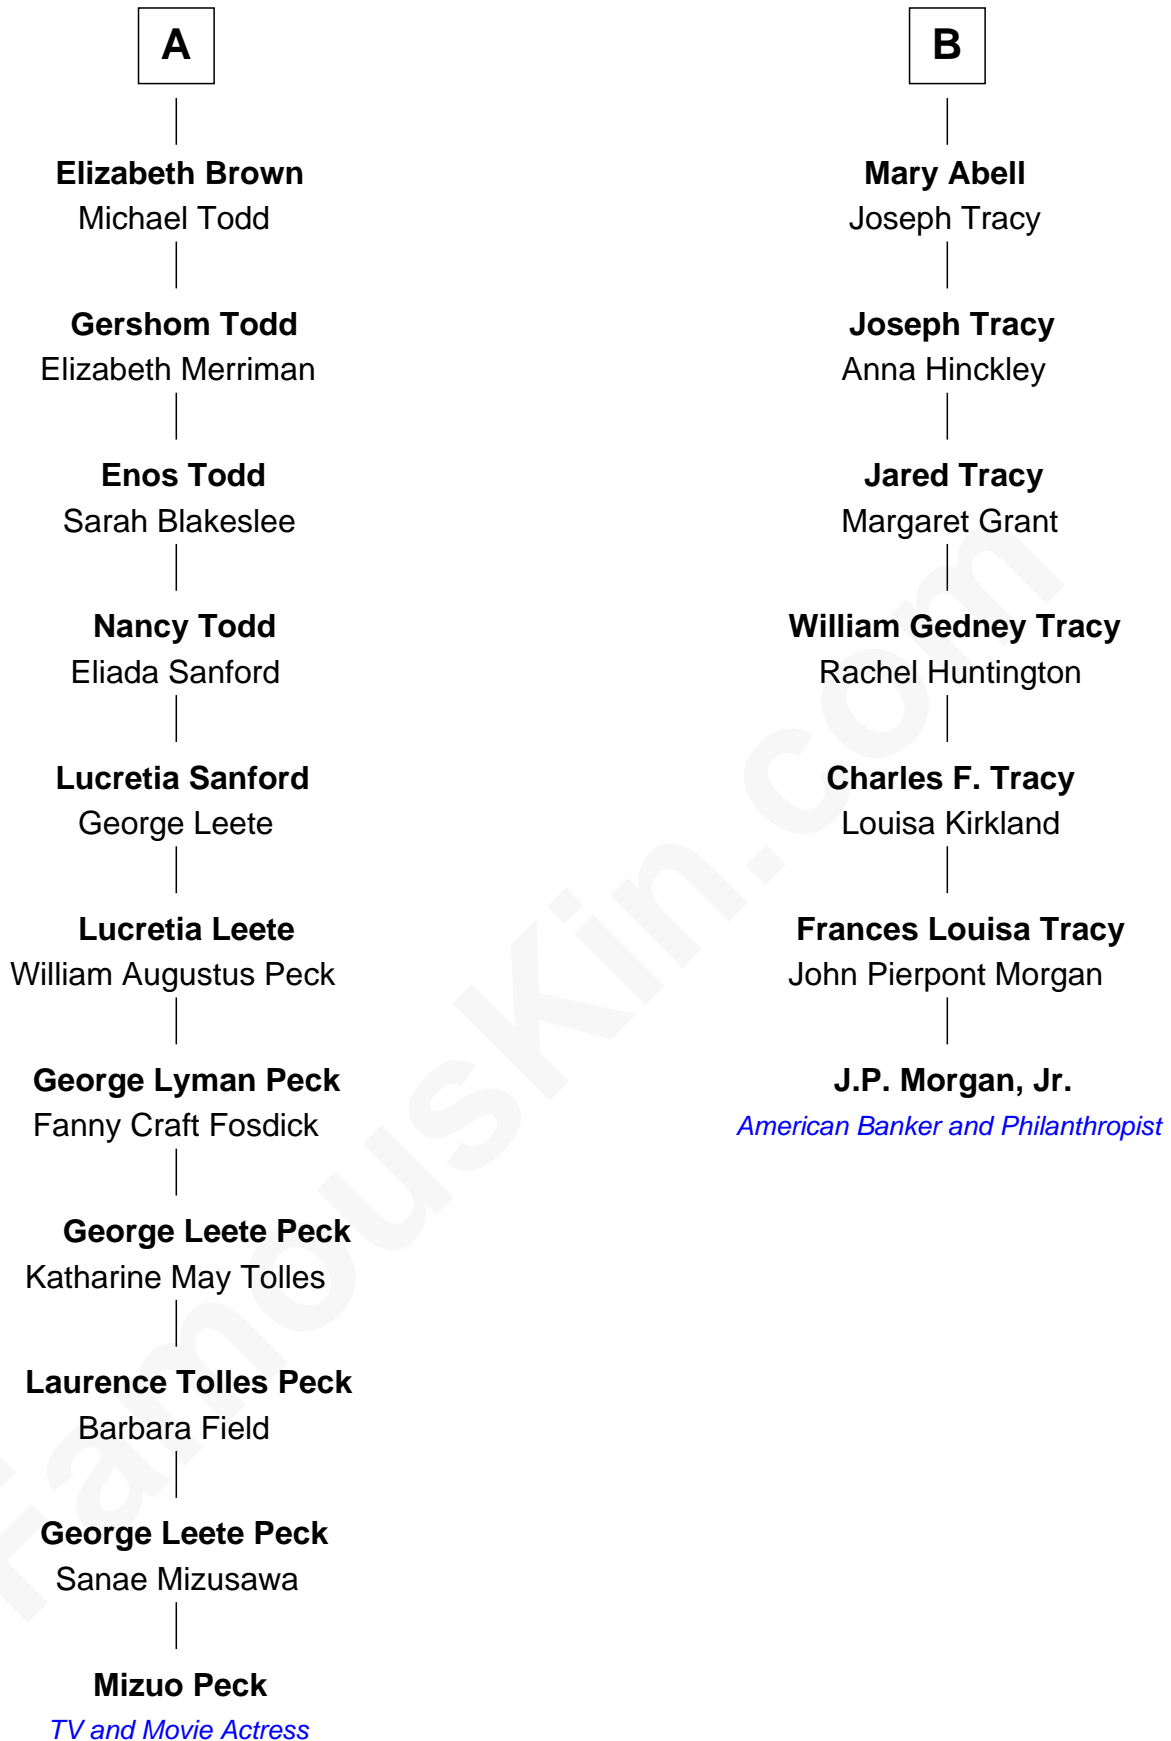 A
Elizabeth Brown
Michael Todd
Gershom Todd
Elizabeth Merriman
Enos Todd
Sarah Blakeslee
Nancy Todd
Eliada Sanford
Lucretia Sanford
George Leete
Lucretia Leete
William Augustus Peck
George Lyman Peck
Fanny Craft Fosdick
George Leete Peck
Katharine May Tolles
Laurence Tolles Peck
Barbara Field
George Leete Peck
Sanae Mizusawa
Mizuo Peck
TV and Movie Actress
B
Mary Abell
Joseph Tracy
Joseph Tracy
Anna Hinckley
Jared Tracy
Margaret Grant
William Gedney Tracy
Rachel Huntington
Charles F. Tracy
Louisa Kirkland
Frances Louisa Tracy
John Pierpont Morgan
J.P. Morgan, Jr.
American Banker and Philanthropist
FamousKin.com